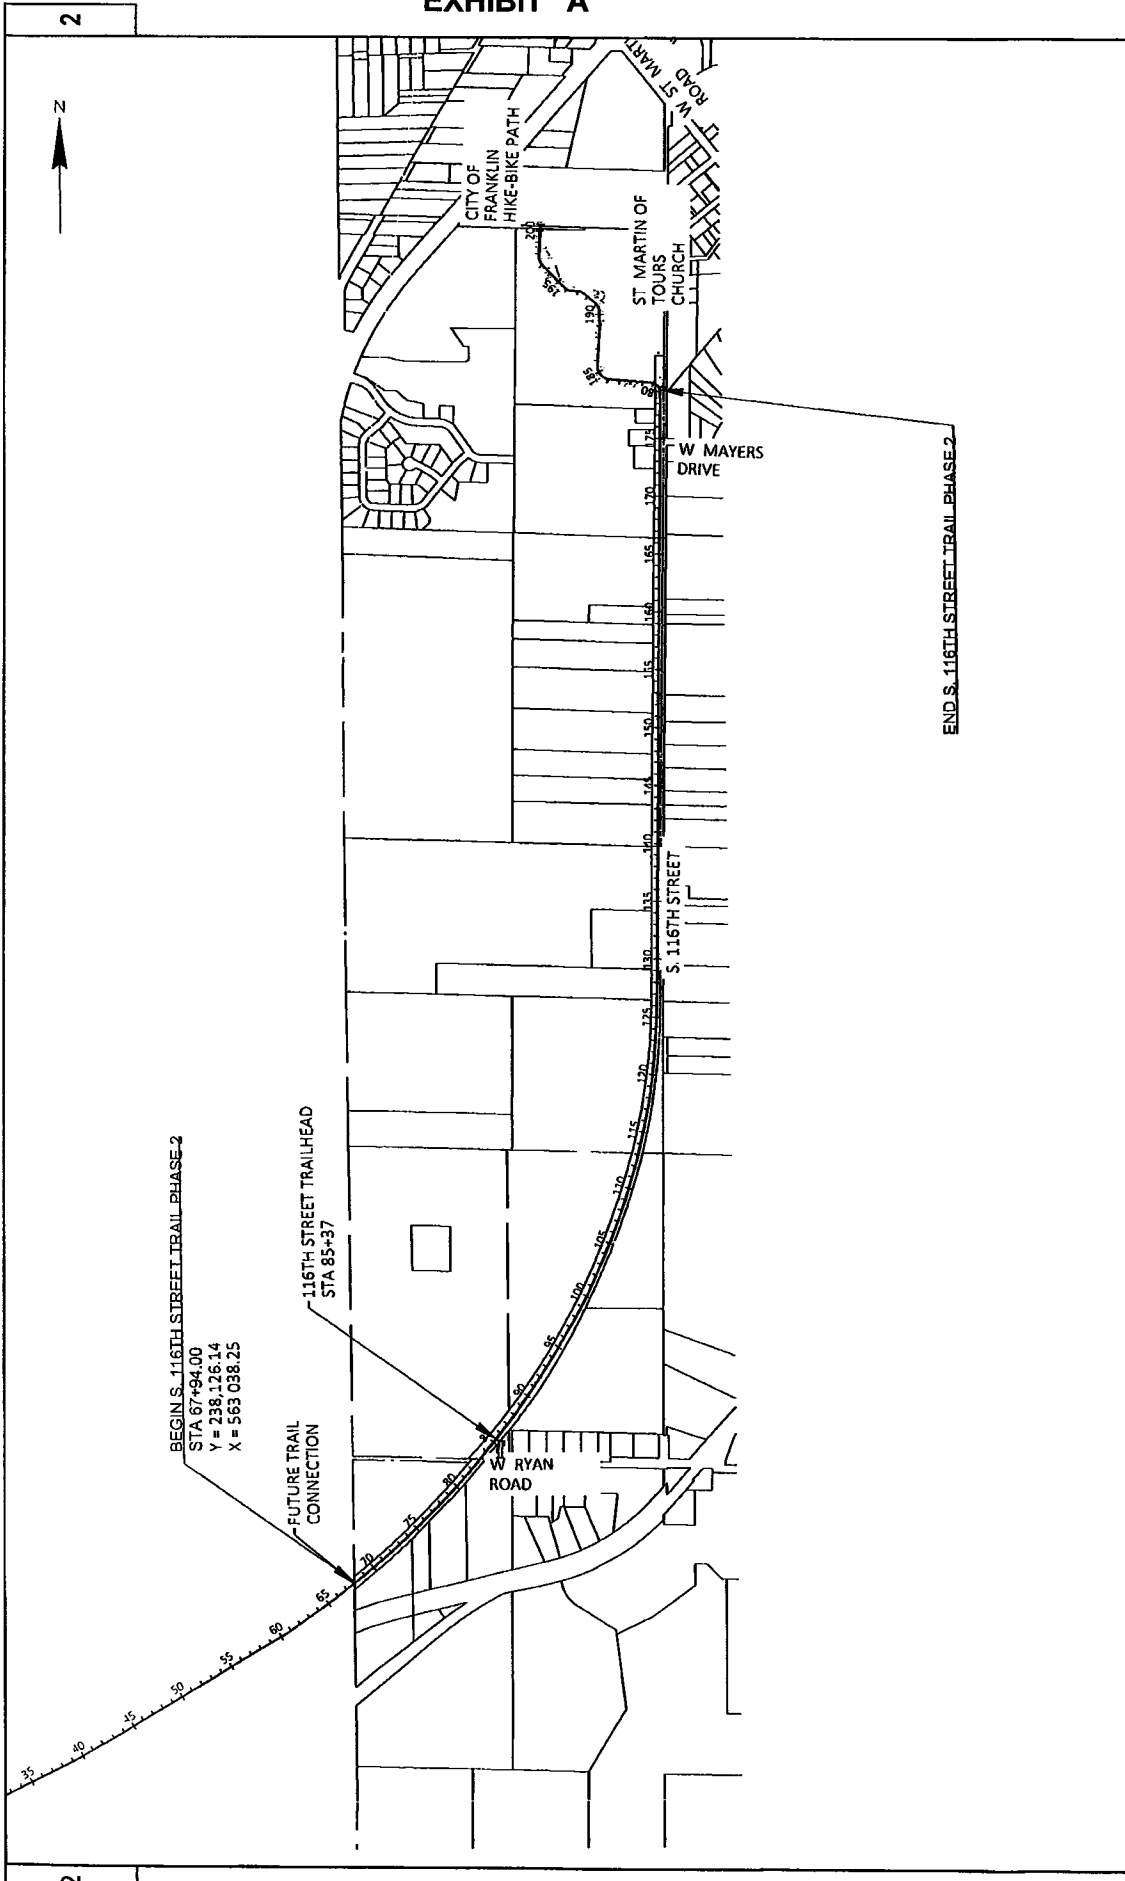 EXHIBIT "A"
2
N
CITY OF
FRANKLIN
HIKE-BIKE PATH
W ST MARTI
ROAD
ST MARTIN OF
TOURS
CHURCH
200
195
190
185
180
175
170
165
160
155
150
145
140
135
130
125
120
115
110
105
100
95
90
80
75
70
65
60
55
50
45
40
35
W MAYERS
DRIVE
END S. 116TH STREET TRAIL PHASE 2
S. 116TH STREET
116TH STREET TRAILHEAD
STA 85+37
BEGIN S. 116TH STREET TRAIL PHASE 2
STA 67+94.00
Y = 238,126.14
X = 563 038.25
FUTURE TRAIL
CONNECTION
W RYAN
ROAD